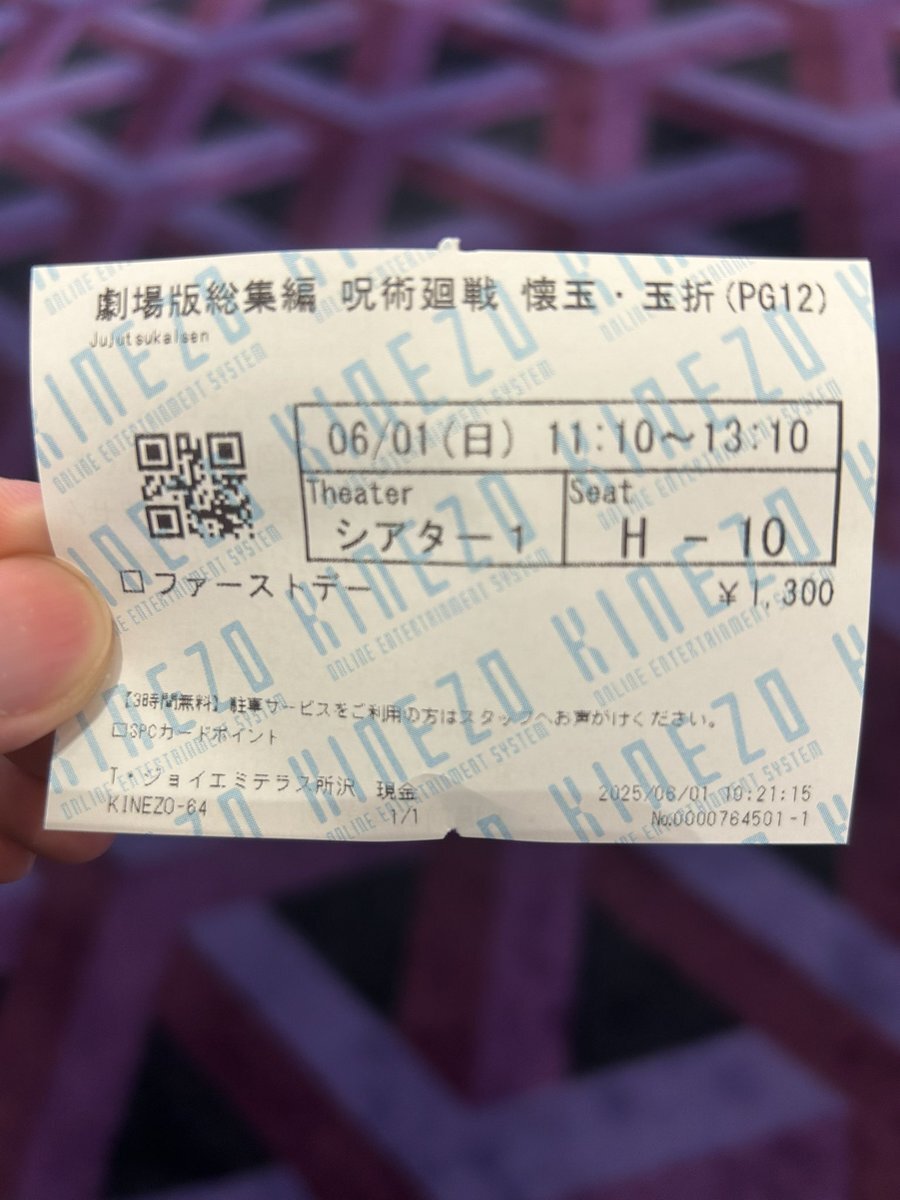 劇場版総集編 呪術廻戦 懐玉・玉折(PG12)
Jujutsukaisen
06/01(日) 11:10～13:10
Theater
シアター1
Seat
H - 10
□ファーストデー
¥1,300
【3時間無料】駐車サービスをご利用の方はスタッフへお声がけください。
□SPCカードポイント
T・ジョイエミテラス所沢 現金
2025/06/01 10:21:15
KINEZO-64
1/1
No.0000764501-1
KINEZO
ONLINE ENTERTAINMENT SYSTEM